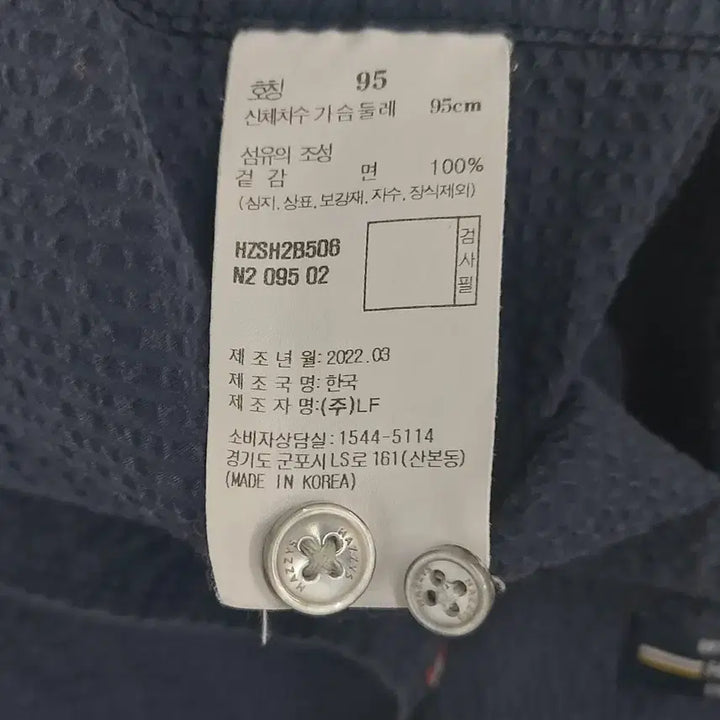 호칭 95
신체치수 가슴둘레 95cm
섬유의 조성
겉 감 면 100%
(심지, 상표, 보강재, 자수, 장식제외)
HZSH2B506
N2 095 02
검사필
제 조 년 월: 2022.03
제 조 국 명: 한국
제 조 자 명:(주)LF
소비자상담실: 1544-5114
경기도 군포시 LS로 161(산본동)
(MADE IN KOREA)
HAZZYS HAZZYS